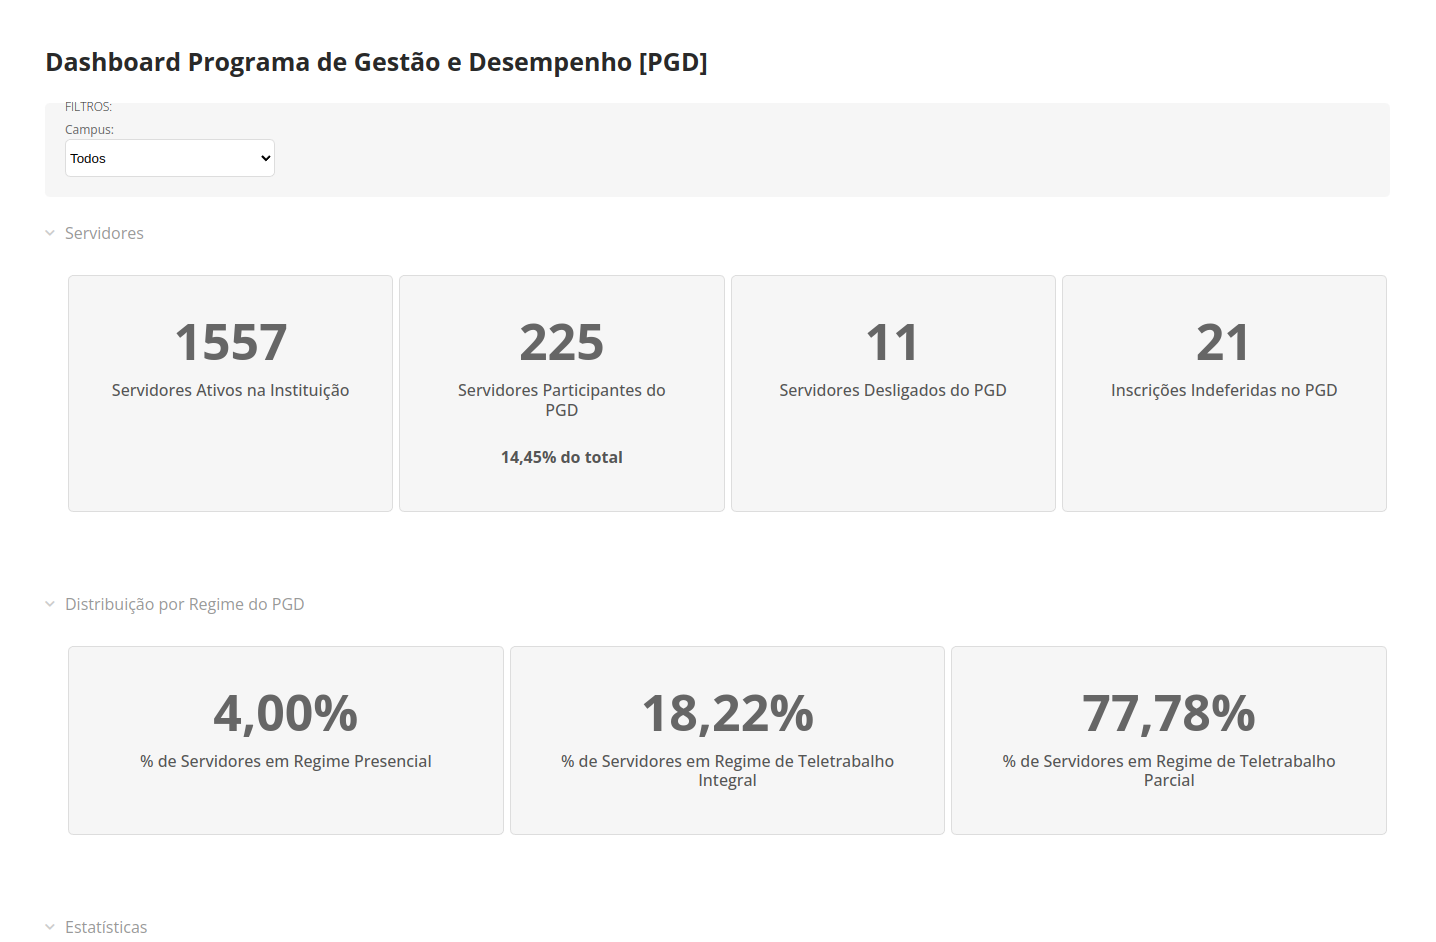 Dashboard Programa de Gestão e Desempenho [PGD]
FILTROS:
Campus:
Todos
Servidores
1557
Servidores Ativos na Instituição
225
Servidores Participantes do
PGD
14,45% do total
11
Servidores Desligados do PGD
21
Inscrições Indeferidas no PGD
Distribuição por Regime do PGD
4,00%
% de Servidores em Regime Presencial
18,22%
% de Servidores em Regime de Teletrabalho
Integral
77,78%
% de Servidores em Regime de Teletrabalho
Parcial
Estatísticas